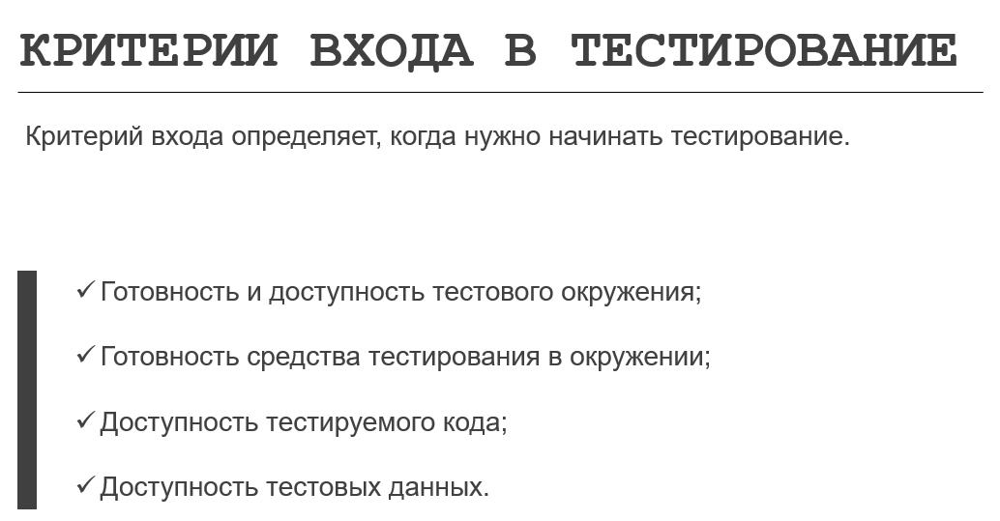 КРИТЕРИИ ВХОДА В ТЕСТИРОВАНИЕ
Критерий входа определяет, когда нужно начинать тестирование.
✓ Готовность и доступность тестового окружения;
✓ Готовность средства тестирования в окружении;
✓ Доступность тестируемого кода;
✓ Доступность тестовых данных.